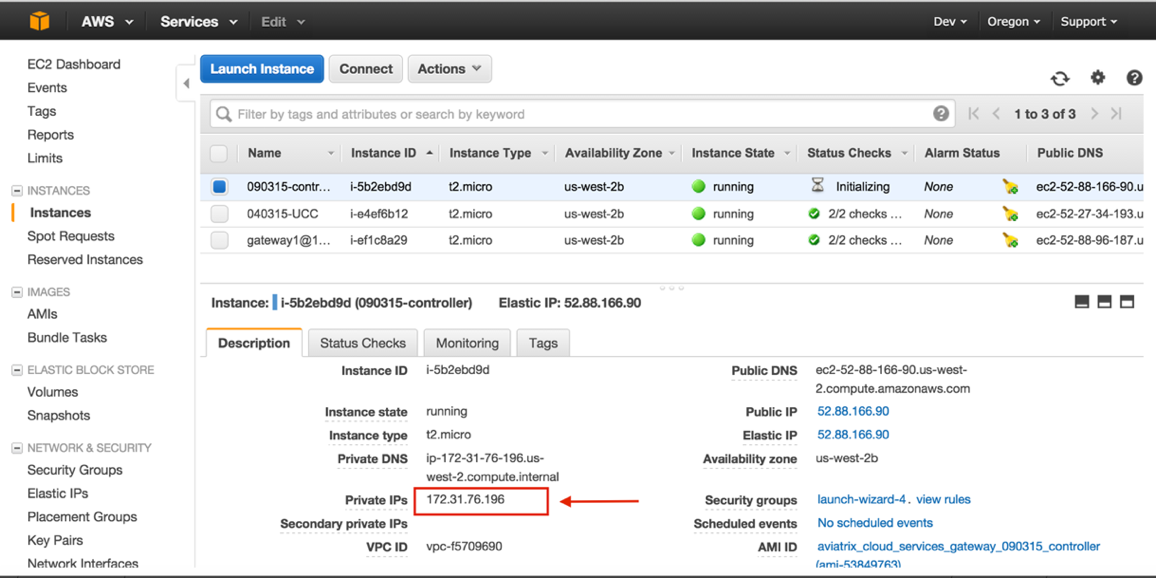 AWS Services Edit Dev Oregon Support
EC2 Dashboard
Events
Tags
Reports
Limits
INSTANCES
Instances
Spot Requests
Reserved Instances
IMAGES
AMIs
Bundle Tasks
ELASTIC BLOCK STORE
Volumes
Snapshots
NETWORK & SECURITY
Security Groups
Elastic IPs
Placement Groups
Key Pairs
Network Interfaces
Launch Instance Connect Actions
Filter by tags and attributes or search by keyword ? 1 to 3 of 3
Name Instance ID Instance Type Availability Zone Instance State Status Checks Alarm Status Public DNS
090315-contr... i-5b2ebd9d t2.micro us-west-2b running Initializing None ec2-52-88-166-90.u
040315-UCC i-e4ef6b12 t2.micro us-west-2b running 2/2 checks ... None ec2-52-27-34-193.u
gateway1@1... i-ef1c8a29 t2.micro us-west-2b running 2/2 checks ... None ec2-52-88-96-187.u
Instance: i-5b2ebd9d (090315-controller) Elastic IP: 52.88.166.90
Description Status Checks Monitoring Tags
Instance ID i-5b2ebd9d Public DNS ec2-52-88-166-90.us-west-
2.compute.amazonaws.com
Instance state running Public IP 52.88.166.90
Instance type t2.micro Elastic IP 52.88.166.90
Private DNS ip-172-31-76-196.us- Availability zone us-west-2b
west-2.compute.internal
Private IPs 172.31.76.196 Security groups launch-wizard-4. view rules
Secondary private IPs Scheduled events No scheduled events
VPC ID vpc-f5709690 AMI ID aviatrix_cloud_services_gateway_090315_controller
(ami-53849763)